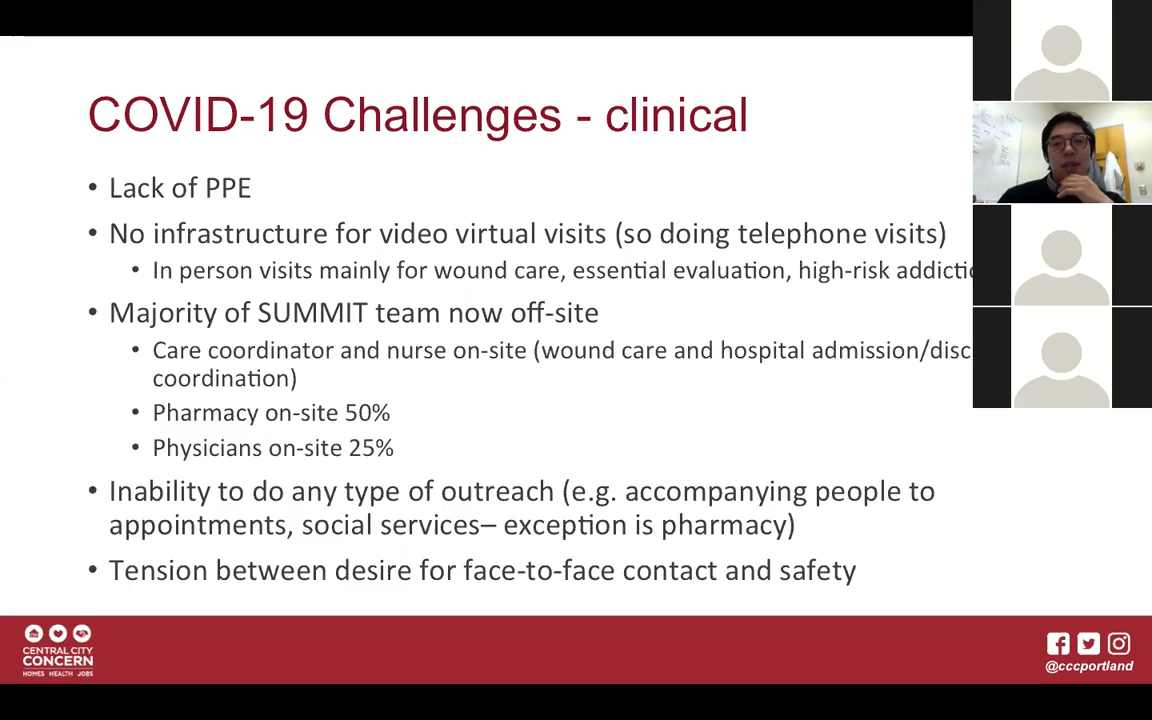 COVID-19 Challenges - clinical
• Lack of PPE
• No infrastructure for video virtual visits (so doing telephone visits)
• In person visits mainly for wound care, essential evaluation, high-risk
• Majority of SUMMIT team now off-site
• Care coordinator and nurse on-site (wound care and hospital
coordination)
• Pharmacy on-site 50%
• Physicians on-site 25%
• Inability to do any type of outreach (e.g. accompanying people to
appointments, social services– exception is pharmacy)
• Tension between desire for face-to-face contact and safety
CENTRAL CITY
CONCERN
HOMES HEALTH JOBS
@cccportland